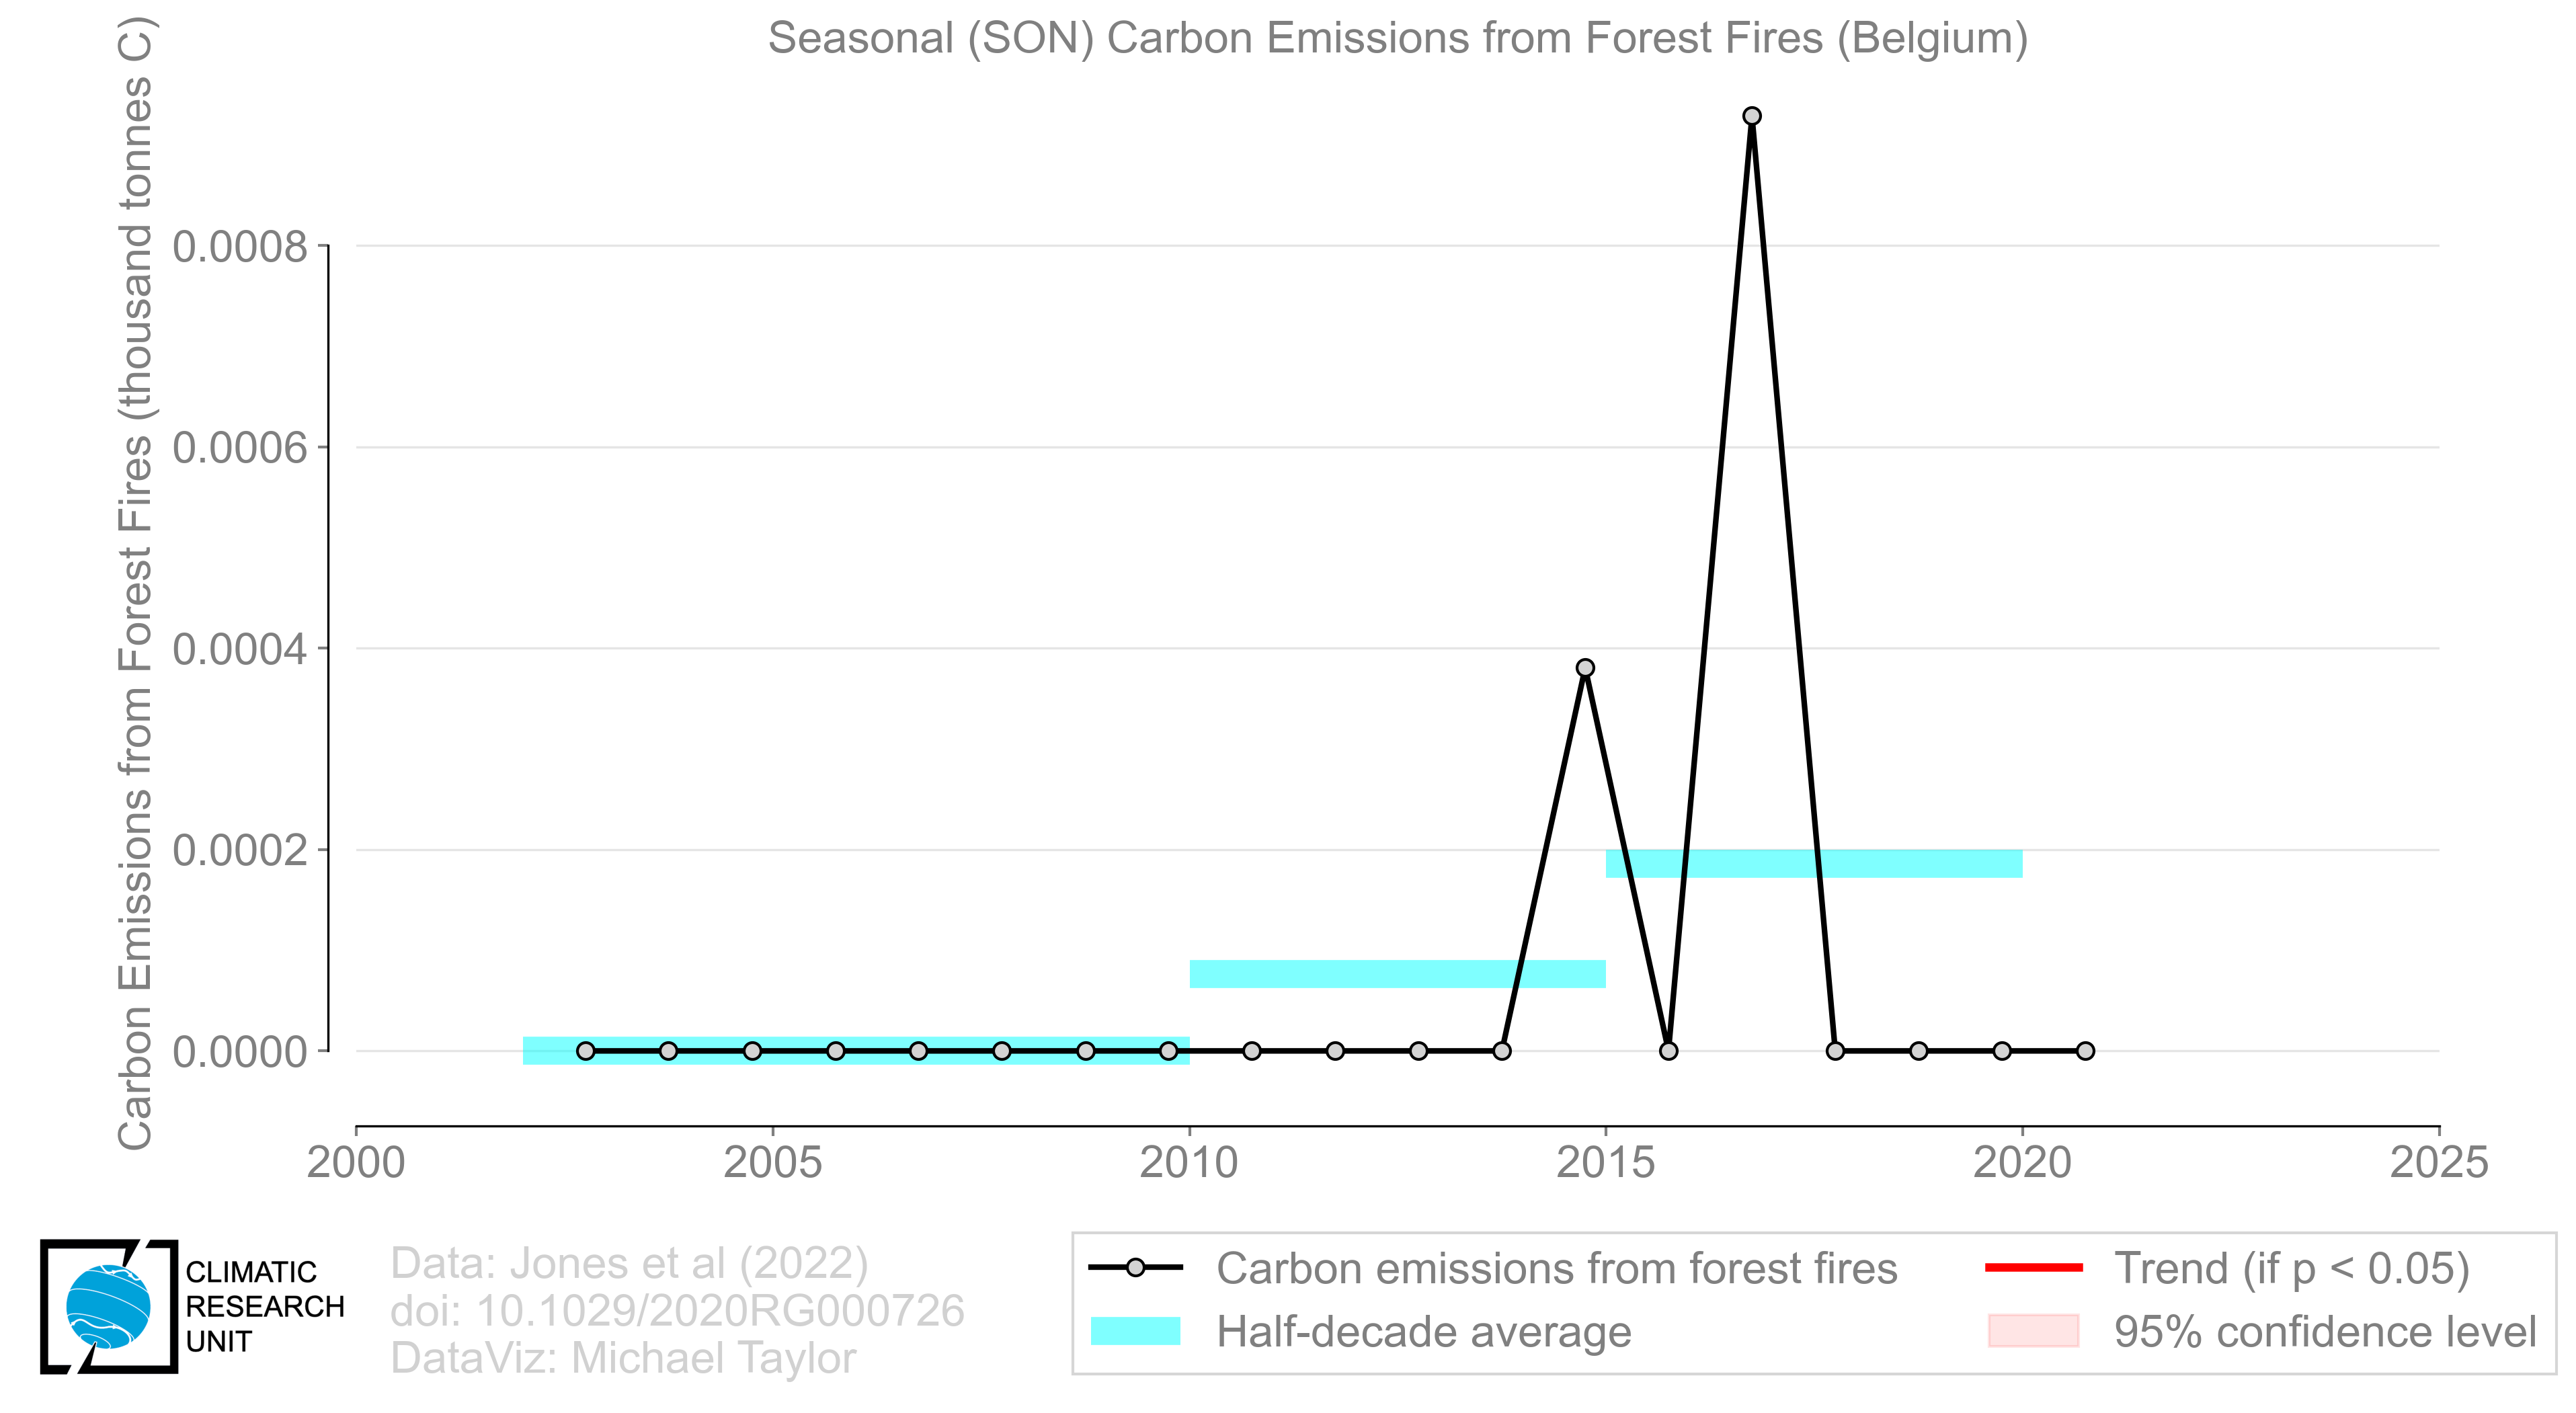 Seasonal (SON) Carbon Emissions from Forest Fires (Belgium)
Carbon Emissions from Forest Fires (thousand tonnes C)
0.0008
0.0006
0.0004
0.0002
0.0000
2000 2005 2010 2015 2020 2025
CLIMATIC
RESEARCH
UNIT
Data: Jones et al (2022)
doi: 10.1029/2020RG000726
DataViz: Michael Taylor
Carbon emissions from forest fires
Half-decade average
Trend (if p < 0.05)
95% confidence level